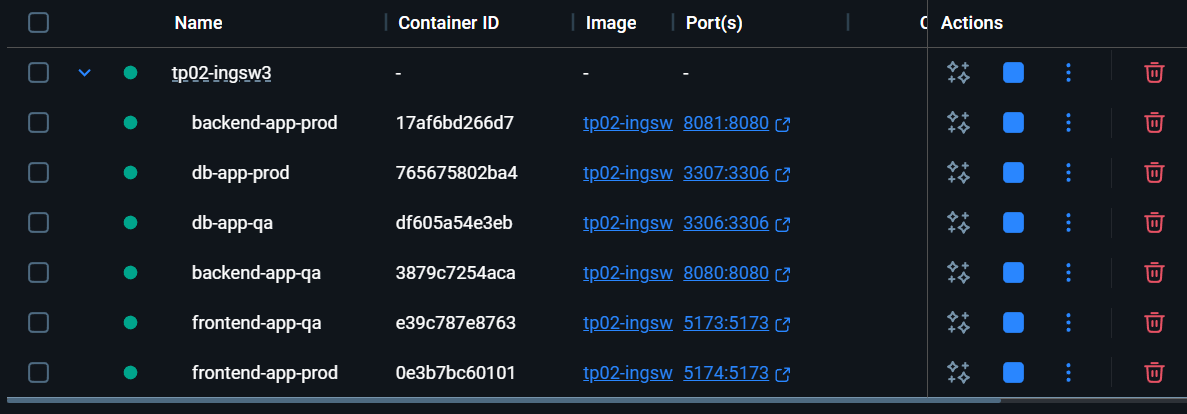 Name Container ID Image Port(s) Actions
tp02-ingsw3 - - -
backend-app-prod 17af6bd266d7 tp02-ingsw 8081:8080
db-app-prod 765675802ba4 tp02-ingsw 3307:3306
db-app-qa df605a54e3eb tp02-ingsw 3306:3306
backend-app-qa 3879c7254aca tp02-ingsw 8080:8080
frontend-app-qa e39c787e8763 tp02-ingsw 5173:5173
frontend-app-prod 0e3b7bc60101 tp02-ingsw 5174:5173